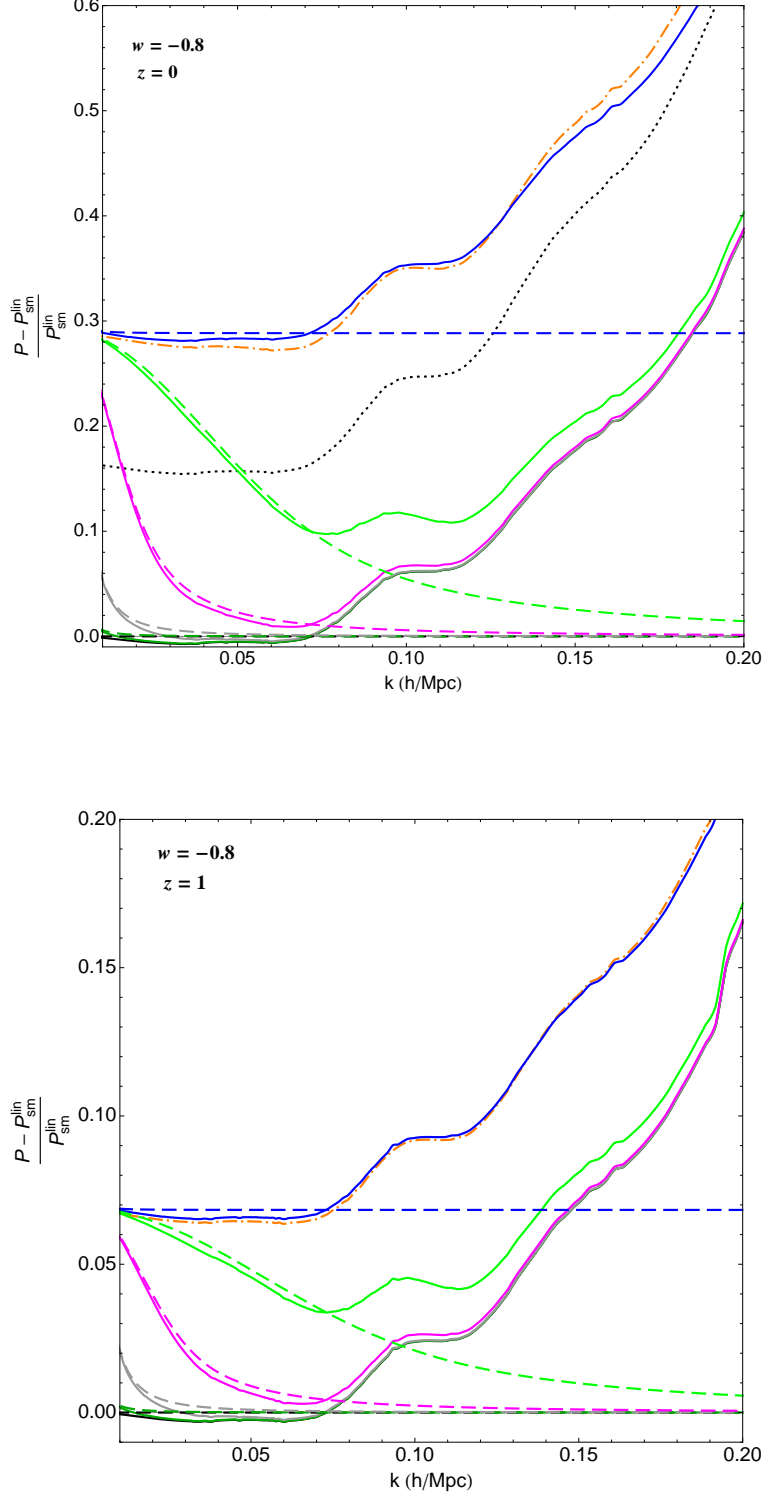 0.6
w = −0.8
z = 0
0.5
0.4
P − P^lin_sm
P^lin_sm
0.3
0.2
0.1
0.0
0.05 0.10 0.15 0.20
k (h/Mpc)
0.20
w = −0.8
z = 1
0.15
P − P^lin_sm
P^lin_sm
0.10
0.05
0.00
0.05 0.10 0.15 0.20
k (h/Mpc)